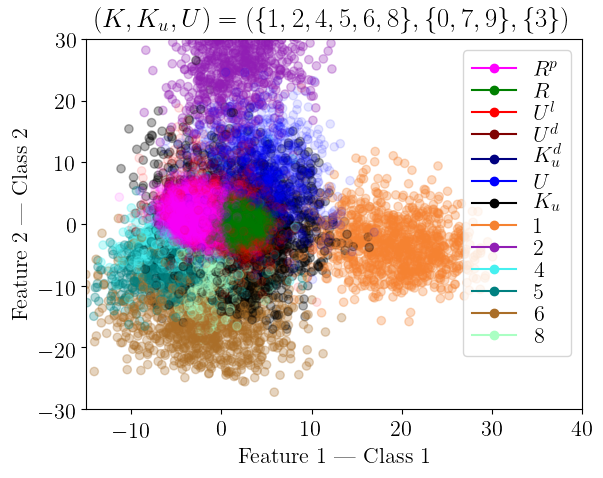 (K, K_u, U) = ({1, 2, 4, 5, 6, 8}, {0, 7, 9}, {3})
Feature 2 — Class 2
30
20
10
0
−10
−20
−30
−10
0
10
20
30
40
Feature 1 — Class 1
R^p
R
U^l
U^d
K_u^d
U
K_u
1
2
4
5
6
8